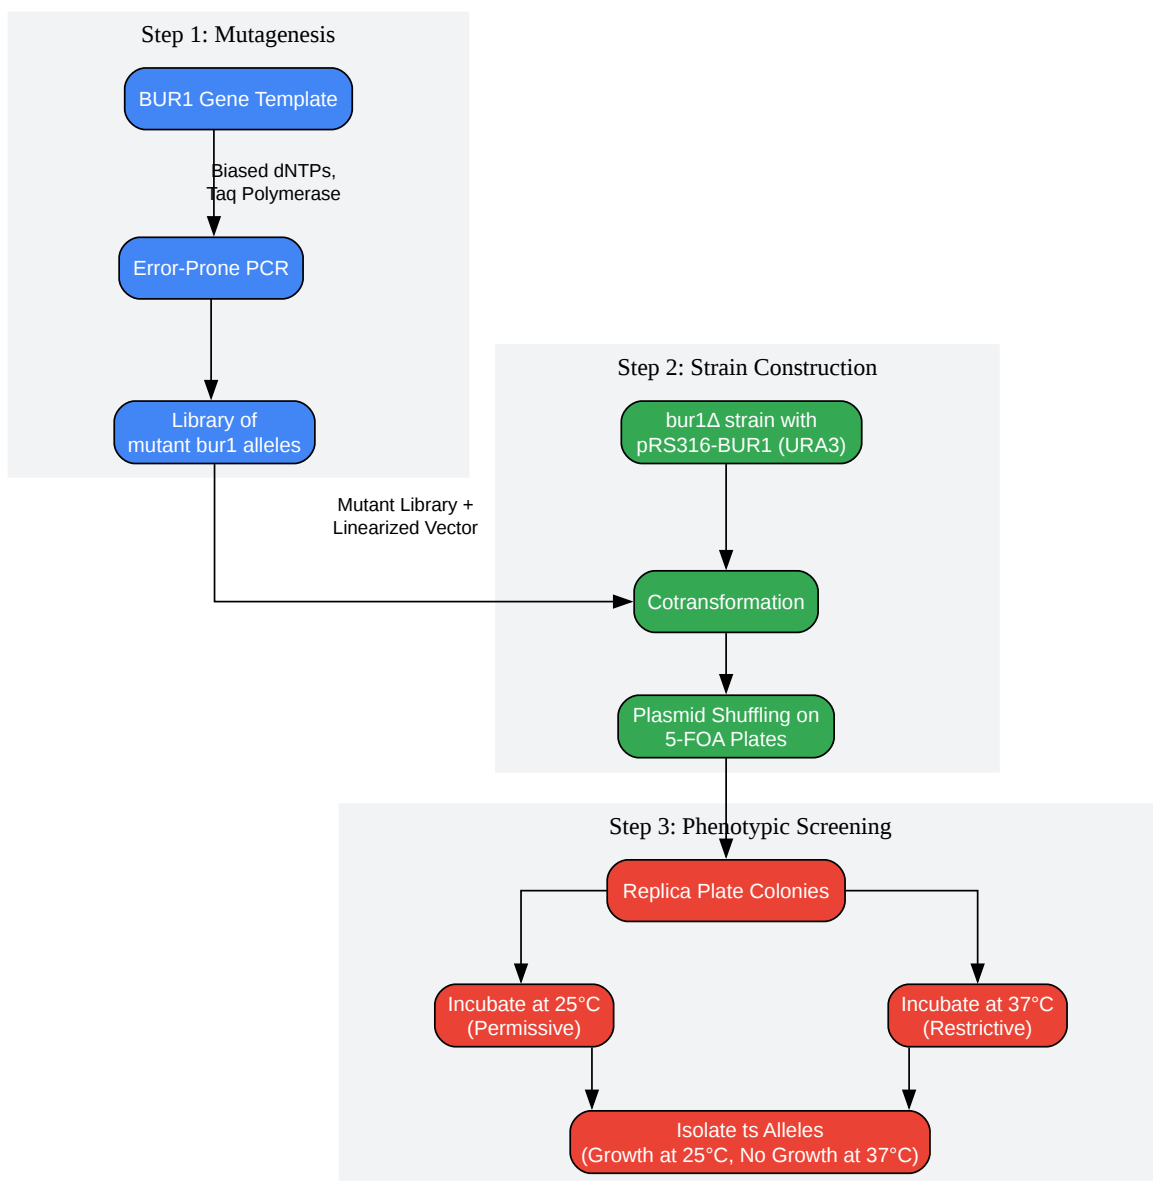 Step 1: Mutagenesis
BUR1 Gene Template
Biased dNTPs,
Taq Polymerase
Error-Prone PCR
Library of
mutant bur1 alleles
Mutant Library +
Linearized Vector
Step 2: Strain Construction
bur1Δ strain with
pRS316-BUR1 (URA3)
Cotransformation
Plasmid Shuffling on
5-FOA Plates
Step 3: Phenotypic Screening
Replica Plate Colonies
Incubate at 25°C
(Permissive)
Incubate at 37°C
(Restrictive)
Isolate ts Alleles
(Growth at 25°C, No Growth at 37°C)